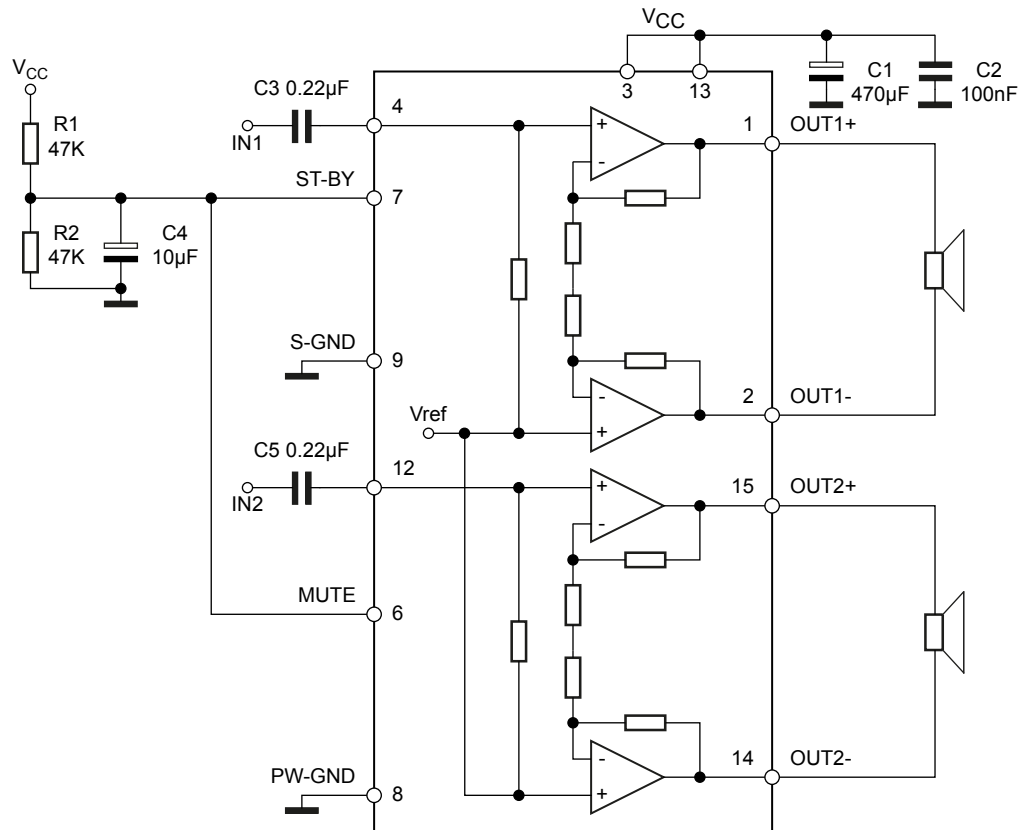 VCC
VCC
3
13
C1
470µF
C2
100nF
R1
47K
C3 0.22µF
IN1
4
+
-
1
OUT1+
ST-BY
7
R2
47K
C4
10µF
S-GND
9
Vref
-
+
2
OUT1-
C5 0.22µF
IN2
12
+
-
15
OUT2+
MUTE
6
PW-GND
8
-
+
14
OUT2-